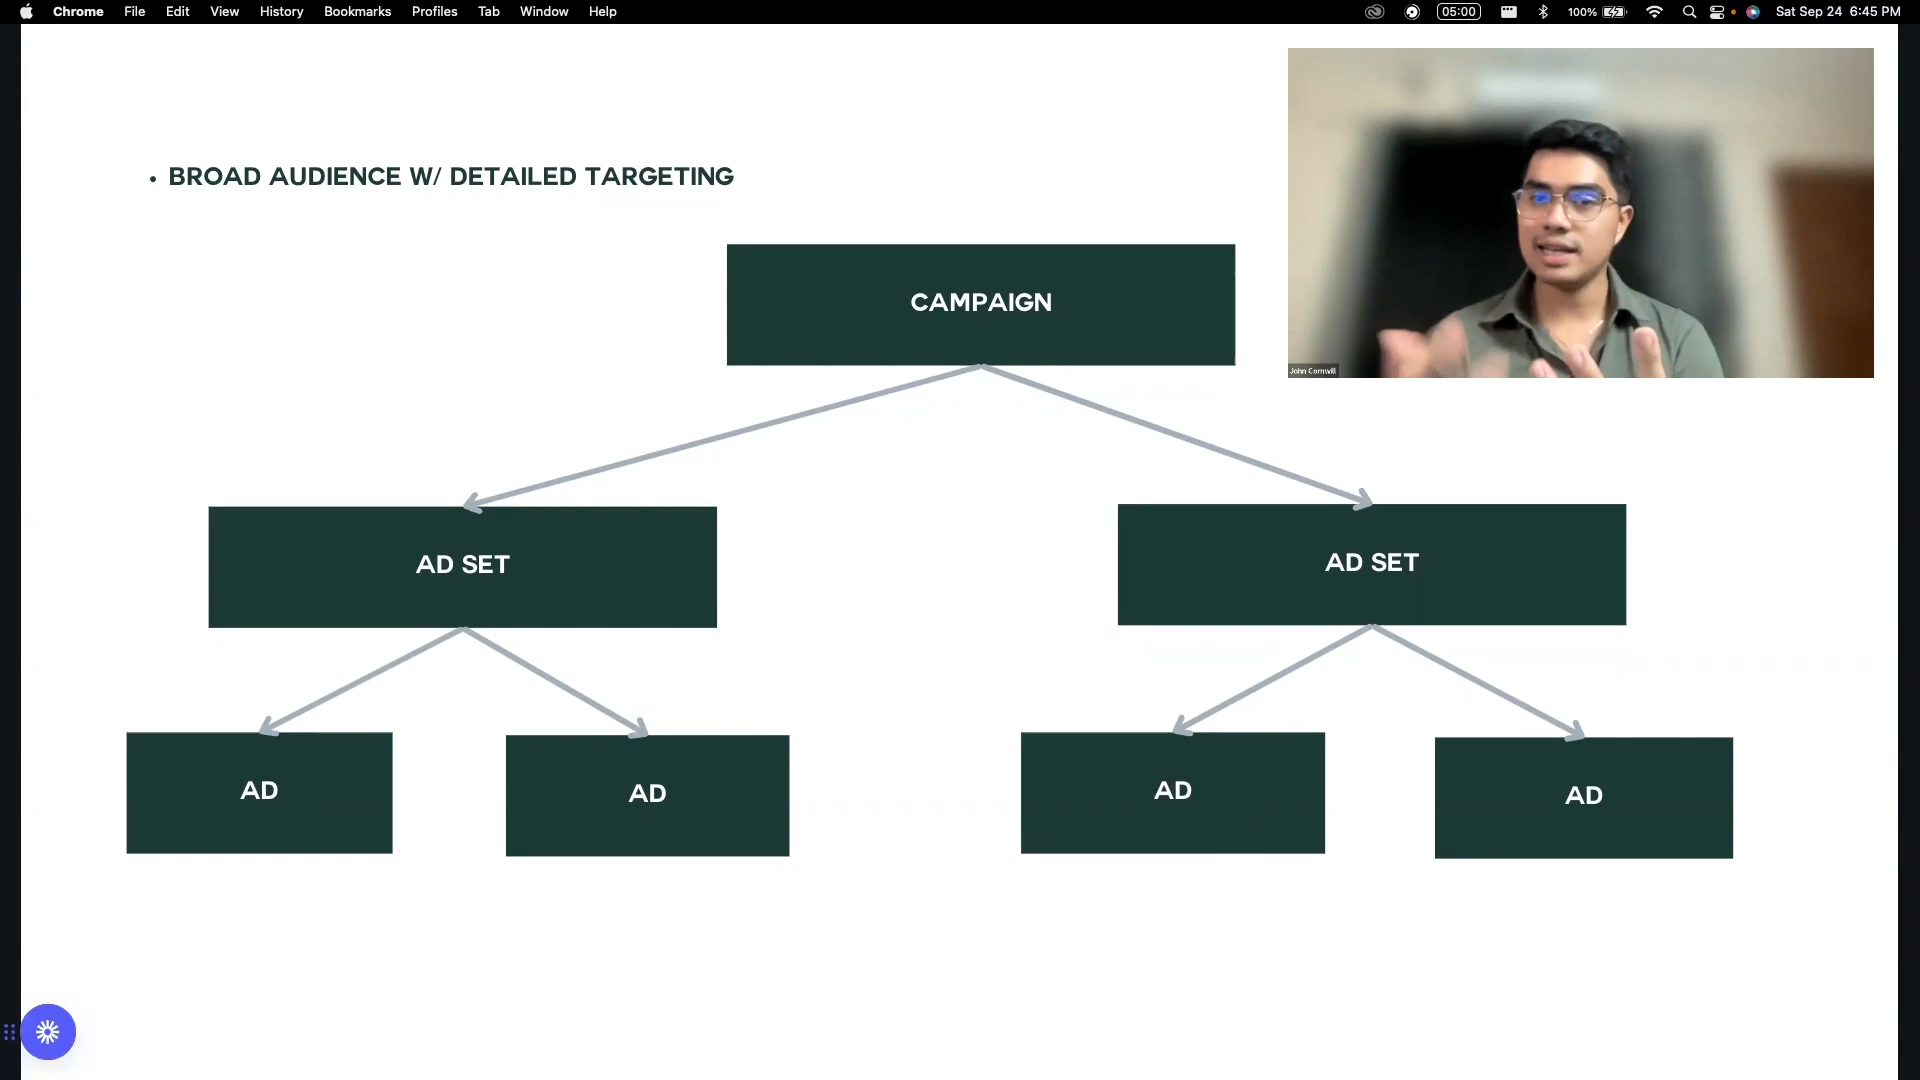 Chrome File Edit View History Bookmarks Profiles Tab Window Help 05:00 100% Sat Sep 24 6:45 PM
• BROAD AUDIENCE W/ DETAILED TARGETING
CAMPAIGN
John Cornwill
AD SET
AD SET
AD
AD
AD
AD